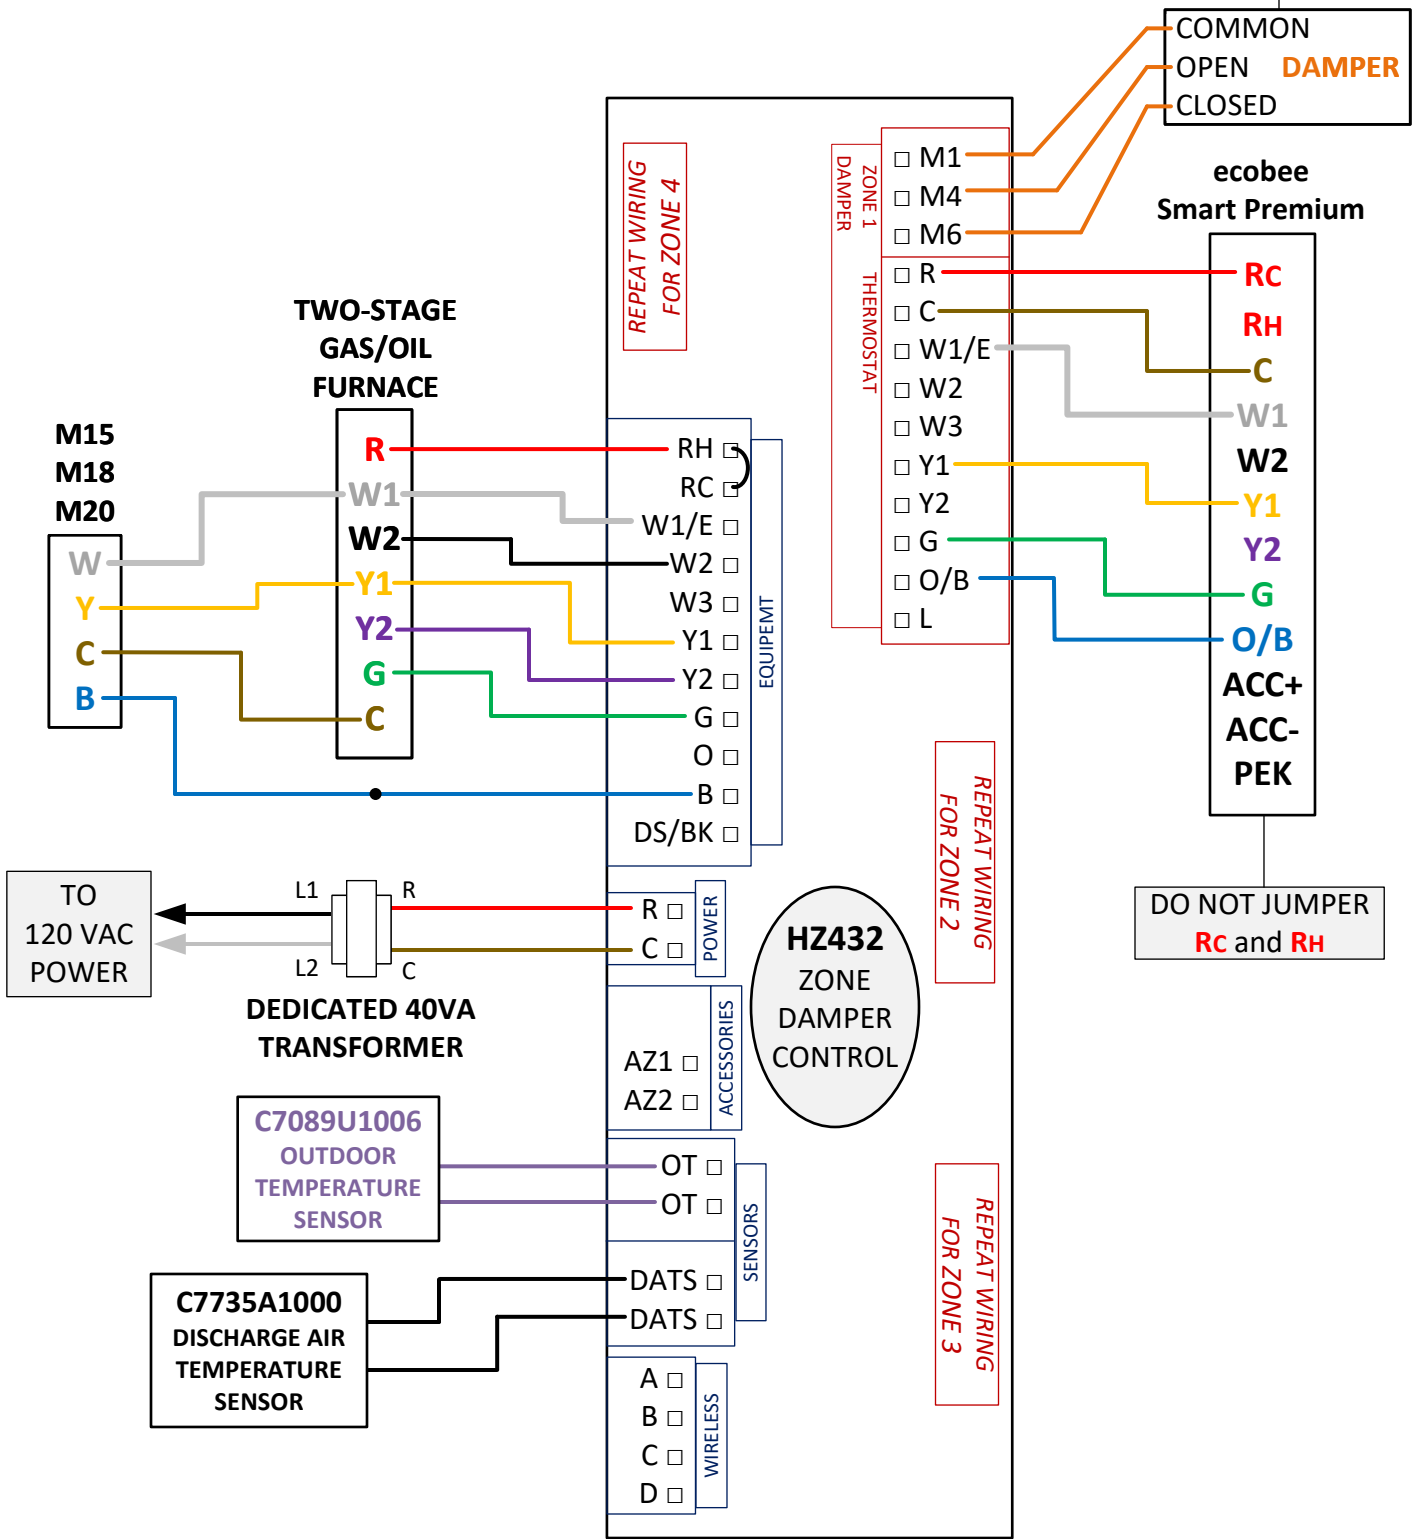 COMMON
OPEN DAMPER
CLOSED
ecobee
Smart Premium
RC
RH
C
W1
W2
Y1
Y2
G
O/B
ACC+
ACC-
PEK
DO NOT JUMPER
RC and RH
REPEAT WIRING
FOR ZONE 4
ZONE 1
DAMPER
M1
M4
M6
THERMOSTAT
R
C
W1/E
W2
W3
Y1
Y2
G
O/B
L
TWO-STAGE
GAS/OIL
FURNACE
R
W1
W2
Y1
Y2
G
C
M15
M18
M20
W
Y
C
B
RH
RC
W1/E
W2
W3
Y1
Y2
G
O
B
DS/BK
EQUIPEMT
REPEAT WIRING
FOR ZONE 2
TO
120 VAC
POWER
L1
L2
R
C
DEDICATED 40VA
TRANSFORMER
R
C
POWER
HZ432
ZONE
DAMPER
CONTROL
AZ1
AZ2
ACCESSORIES
C7089U1006
OUTDOOR
TEMPERATURE
SENSOR
OT
OT
DATS
DATS
SENSORS
C7735A1000
DISCHARGE AIR
TEMPERATURE
SENSOR
REPEAT WIRING
FOR ZONE 3
A
B
C
D
WIRELESS